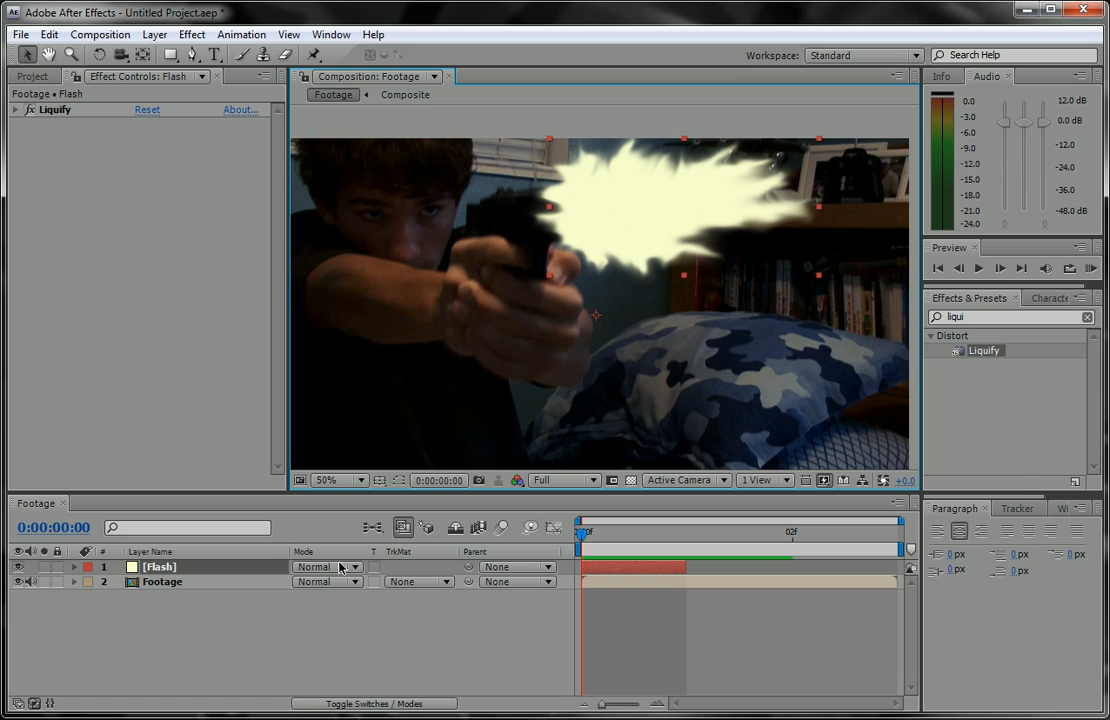 Adobe After Effects - Untitled Project.aep *
File Edit Composition Layer Effect Animation View Window Help
Workspace: Standard Search Help
Project Effect Controls: Flash Composition: Footage Info Audio
Footage • Flash
Footage Composite
fx Liquify Reset About...
0.0 12.0 dB
-3.0 0.0 dB
-6.0
-9.0 -12.0
-12.0
-15.0 -24.0
-18.0 -36.0
-21.0
-24.0 -48.0 dB
0 0
Preview
Effects & Presets Characte
liqui
Distort
Liquify
50% 0:00:00:00 Full Active Camera 1 View +0.0
Footage
Paragraph Tracker Wi
0:00:00:00
0f 02f
# Layer Name Mode T TrkMat Parent
1 [Flash] Normal None
2 Footage Normal None None
0 px 0 px 0 px
0 px 0 px
Toggle Switches / Modes